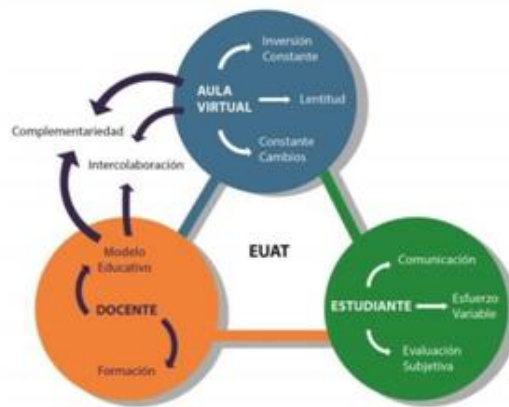 Inversión
Constante
AULA
VIRTUAL
Lentitud
Constante
Cambios
Complementariedad
Intercolaboración
EUAT
Modelo
Educativo
DOCENTE
Formación
Comunicación
ESTUDIANTE
Esfuerzo
Variable
Evaluación
Subjetiva